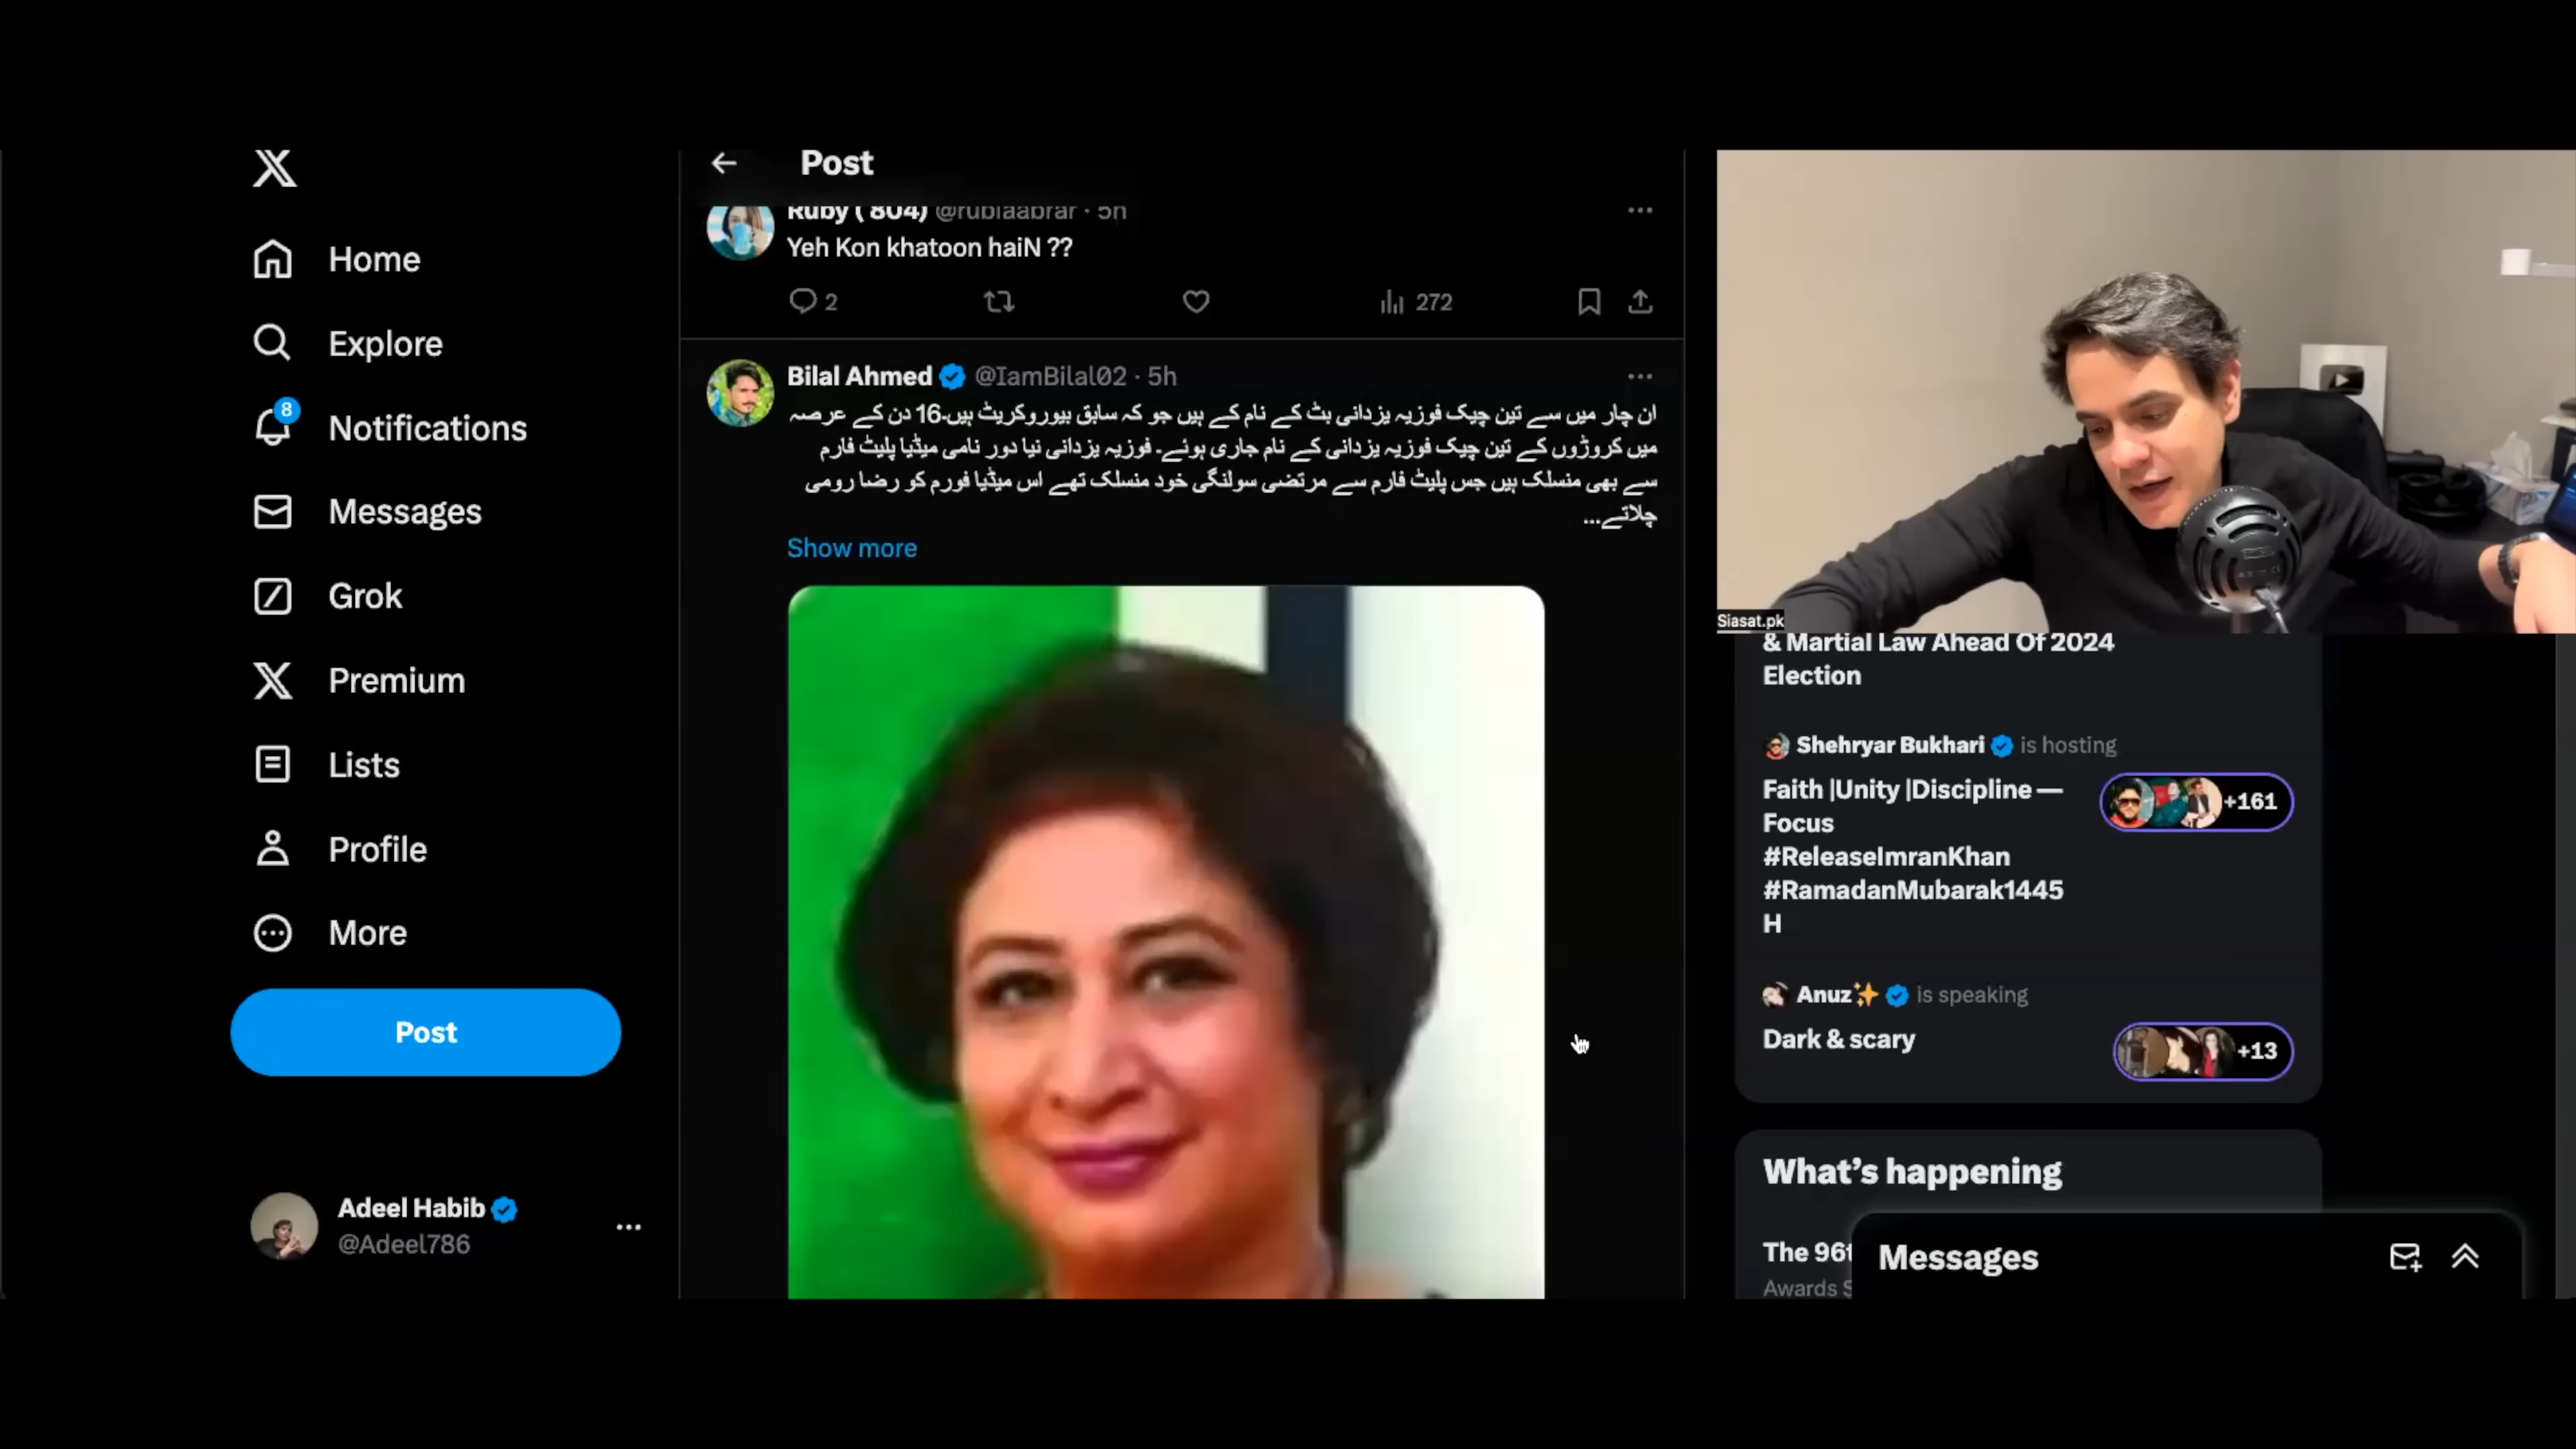 Post
Ruby ( 804) @rubiaabrar · 5h
Yeh Kon khatoon haiN ??
2
272
Home
Explore
8
Notifications
Messages
Grok
Premium
Lists
Profile
More
Post
Adeel Habib
@Adeel786
Bilal Ahmed @IamBilal02 · 5h
ان چار میں سے تین چیک فوزیہ یزدانی بٹ کے نام کے ہیں جو کہ سابق بیوروکریٹ ہیں۔16 دن کے عرصہ
میں کروڑوں کے تین چیک فوزیہ یزدانی کے نام جاری ہوئے۔ فوزیہ یزدانی نیا دور نامی میڈیا پلیٹ فارم
سے بھی منسلک ہیں جس پلیٹ فارم سے مرتضی سولنگی خود منسلک تھے اس میڈیا فورم کو رضا رومی
چلاتے...
Show more
Siasat.pk
& Martial Law Ahead Of 2024
Election
Shehryar Bukhari is hosting
Faith |Unity |Discipline —
Focus
#ReleaseImranKhan
#RamadanMubarak1445
H
+161
Anuz✨ is speaking
Dark & scary
+13
What's happening
The 96t
Awards S
Messages